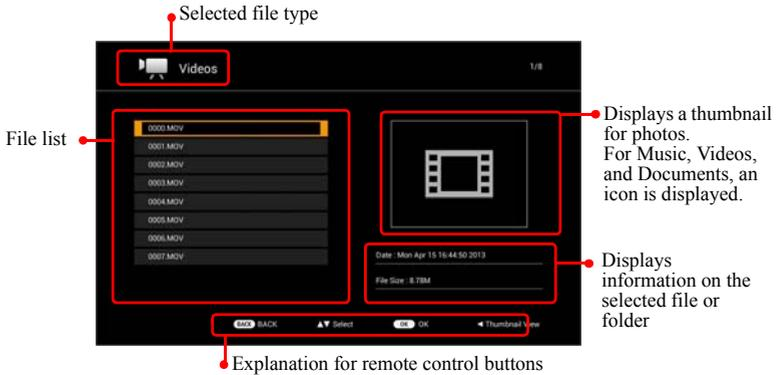 Selected file type
Videos
1/8
File list
0000.MOV
0001.MOV
0002.MOV
0003.MOV
0004.MOV
0005.MOV
0006.MOV
0007.MOV
Displays a thumbnail
for photos.
For Music, Videos,
and Documents, an
icon is displayed.
Date : Mon Apr 15 16:44:50 2013
File Size : 8.78M
Displays
information on the
selected file or
folder
BACK BACK ▲▼ Select OK OK ◄ Thumbnail View
Explanation for remote control buttons